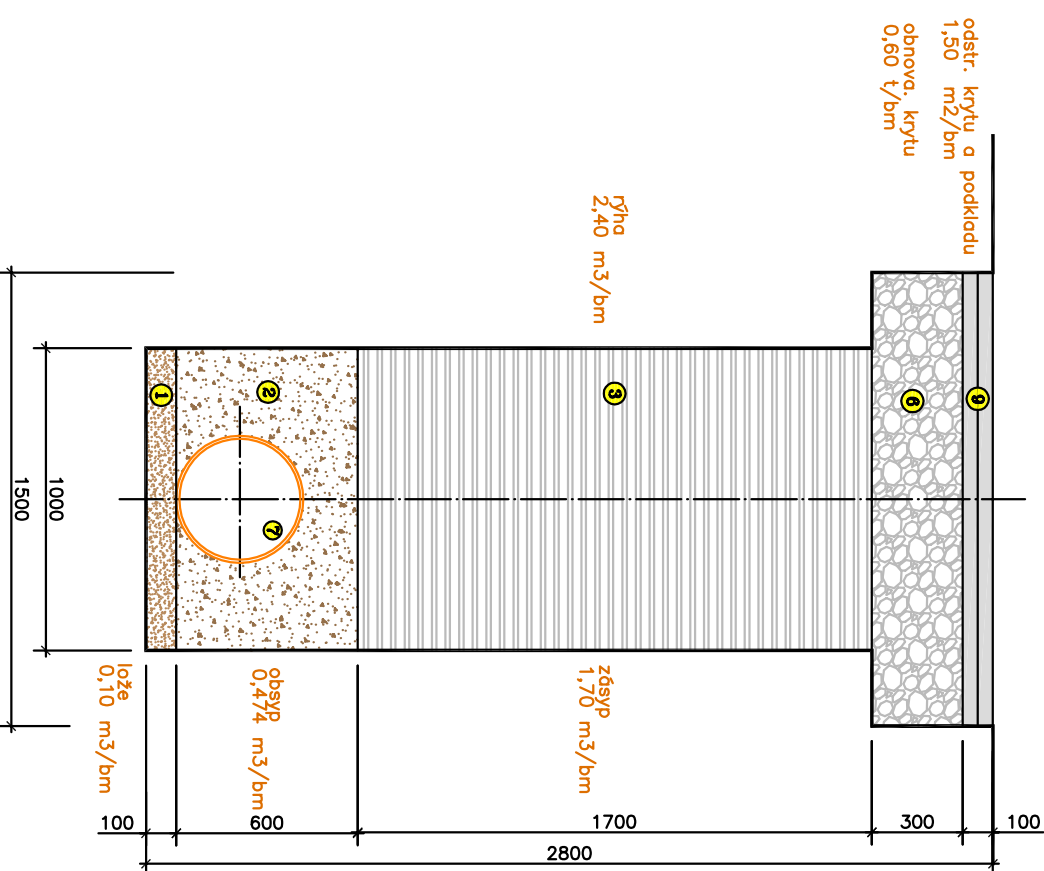 odstr. krytu a podkladu
1,50 m2/bm
obnova. krytu
0,60 t/bm
rýha
2,40 m3/bm
9
6
3
2
7
1
zásyp
1,70 m3/bm
obsyp
0,474 m3/bm
lože
0,10 m3/bm
100
300
1700
600
100
2800
1000
1500